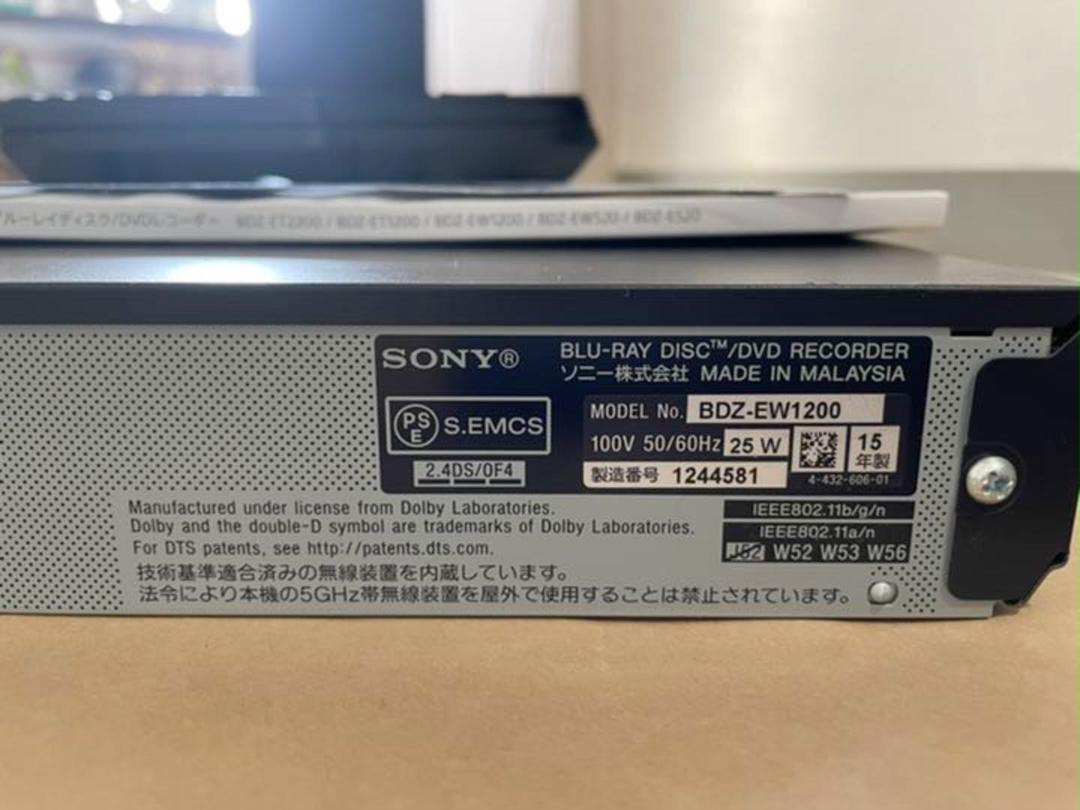 ブルーレイディスク/DVDレコーダー BDZ-ET2200 / BDZ-ET1200 / BDZ-EW1200 / BDZ-EW520 / BDZ-E520
SONY®
BLU-RAY DISC™/DVD RECORDER
ソニー株式会社 MADE IN MALAYSIA
PS
E
S.EMCS
2.4DS/OF4
MODEL No. BDZ-EW1200
100V 50/60Hz 25 W
15
年製
製造番号 1244581
4-432-606-01
Manufactured under license from Dolby Laboratories.
Dolby and the double-D symbol are trademarks of Dolby Laboratories.
For DTS patents, see http://patents.dts.com.
技術基準適合済みの無線装置を内蔵しています。
法令により本機の5GHz帯無線装置を屋外で使用することは禁止されています。
IEEE802.11b/g/n
IEEE802.11a/n
J52 W52 W53 W56